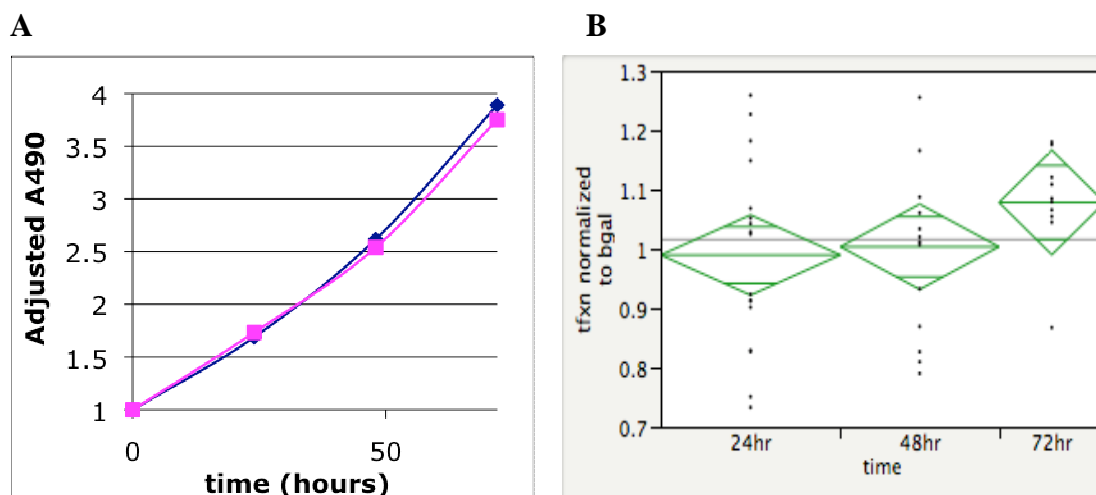 A
B
Adjusted A490
4
3.5
3
2.5
2
1.5
1
0
50
time (hours)
tfxn normalized
to bgal
1.3
1.2
1.1
1
0.9
0.8
0.7
24hr
48hr
72hr
time